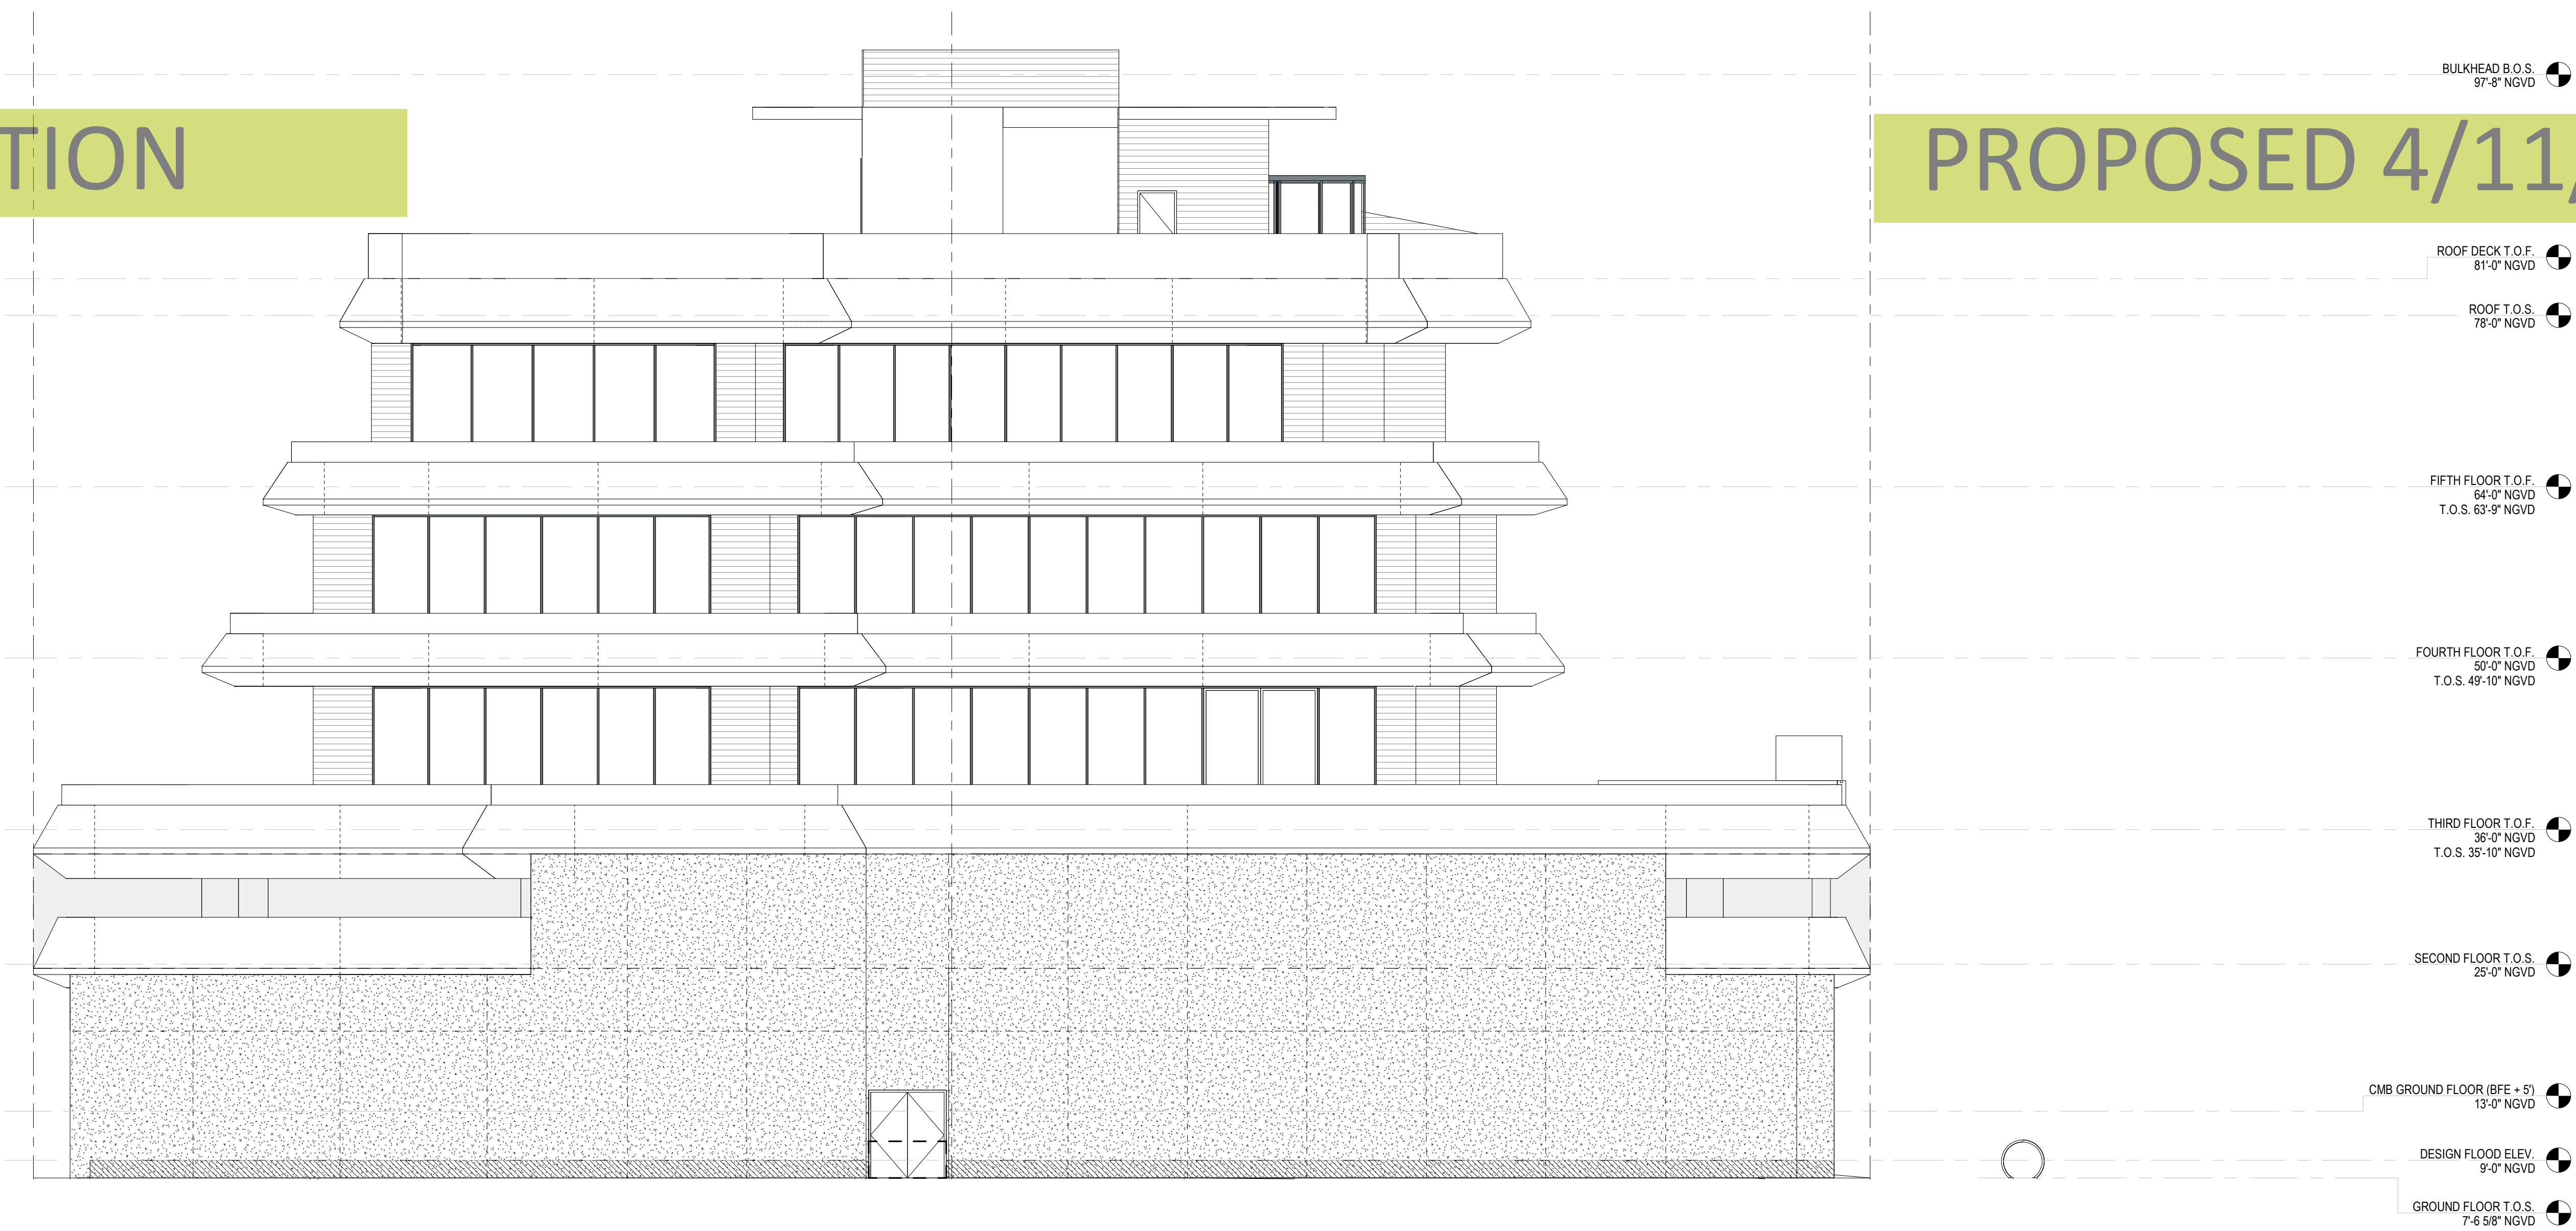 BULKHEAD B.O.S.
97'-8" NGVD
TION
PROPOSED 4/11/
ROOF DECK T.O.F.
81'-0" NGVD
ROOF T.O.S.
78'-0" NGVD
FIFTH FLOOR T.O.F.
64'-0" NGVD
T.O.S. 63'-9" NGVD
FOURTH FLOOR T.O.F.
50'-0" NGVD
T.O.S. 49'-10" NGVD
THIRD FLOOR T.O.F.
36'-0" NGVD
T.O.S. 35'-10" NGVD
SECOND FLOOR T.O.S.
25'-0" NGVD
CMB GROUND FLOOR (BFE + 5')
13'-0" NGVD
DESIGN FLOOD ELEV.
9'-0" NGVD
GROUND FLOOR T.O.S.
7'-6 5/8" NGVD